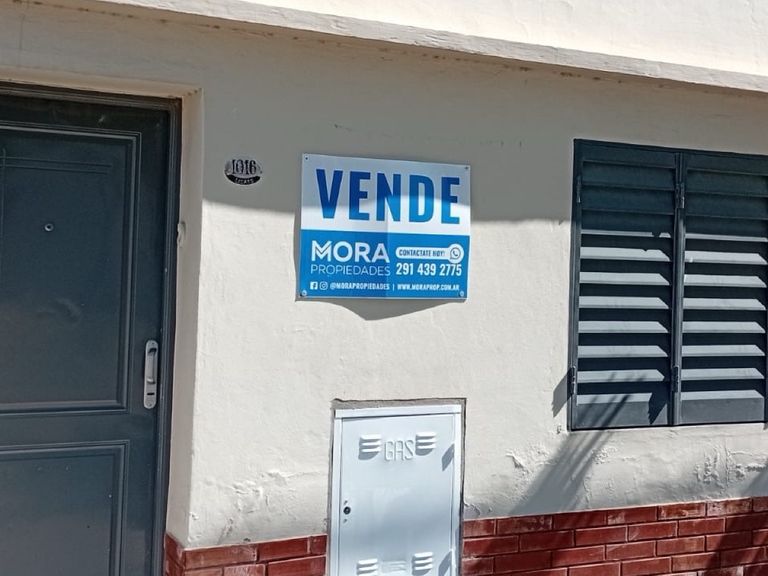 1016
VENDE
MORA
PROPIEDADES
CONTACTATE HOY!
291 439 2775
@MORAPROPIEDADES | WWW.MORAPROP.COM.AR
GAS